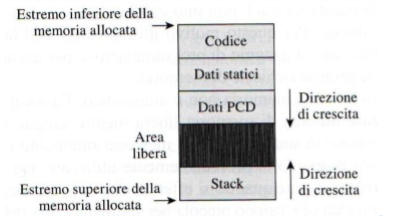 Estremo inferiore della
memoria allocata
Codice
Dati statici
Dati PCD
Direzione
di crescita
Area
libera
Direzione
di crescita
Stack
Estremo superiore della
memoria allocata